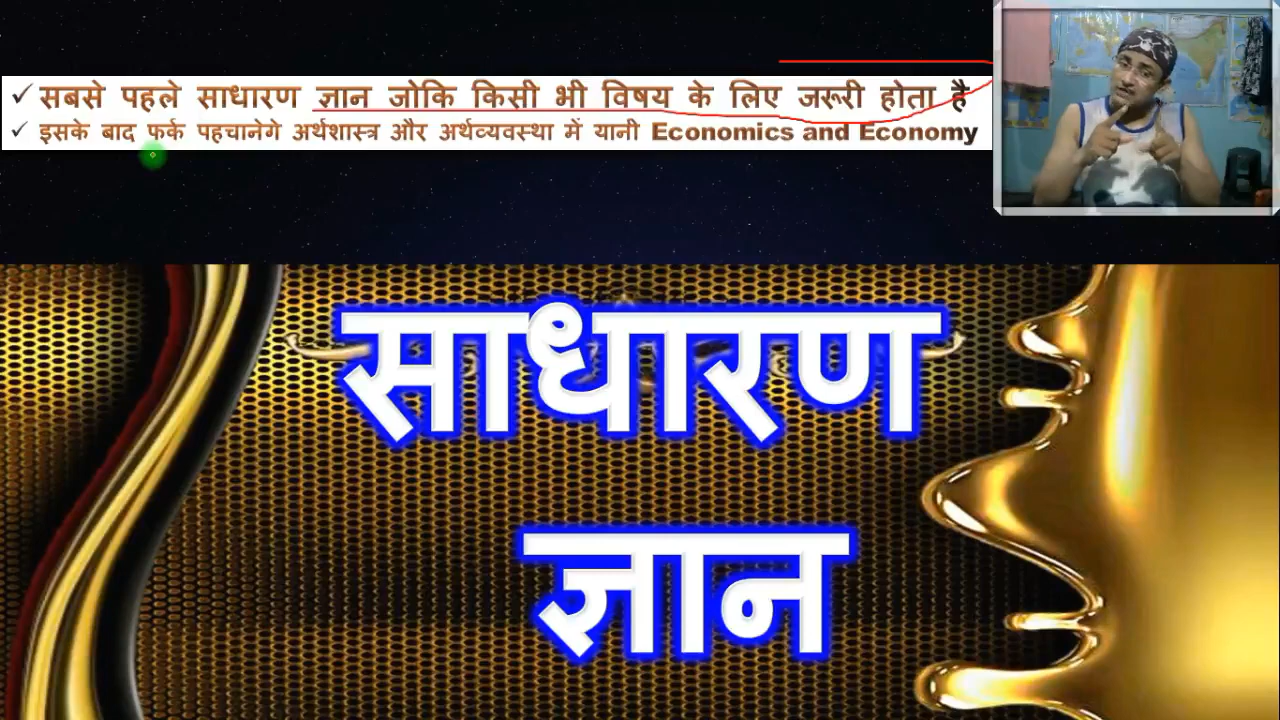 ✓ सबसे पहले साधारण ज्ञान जोकि किसी भी विषय के लिए जरूरी होता है
✓ इसके बाद फर्क पहचानेगे अर्थशास्त्र और अर्थव्यवस्था में यानी Economics and Economy
साधारण
ज्ञान